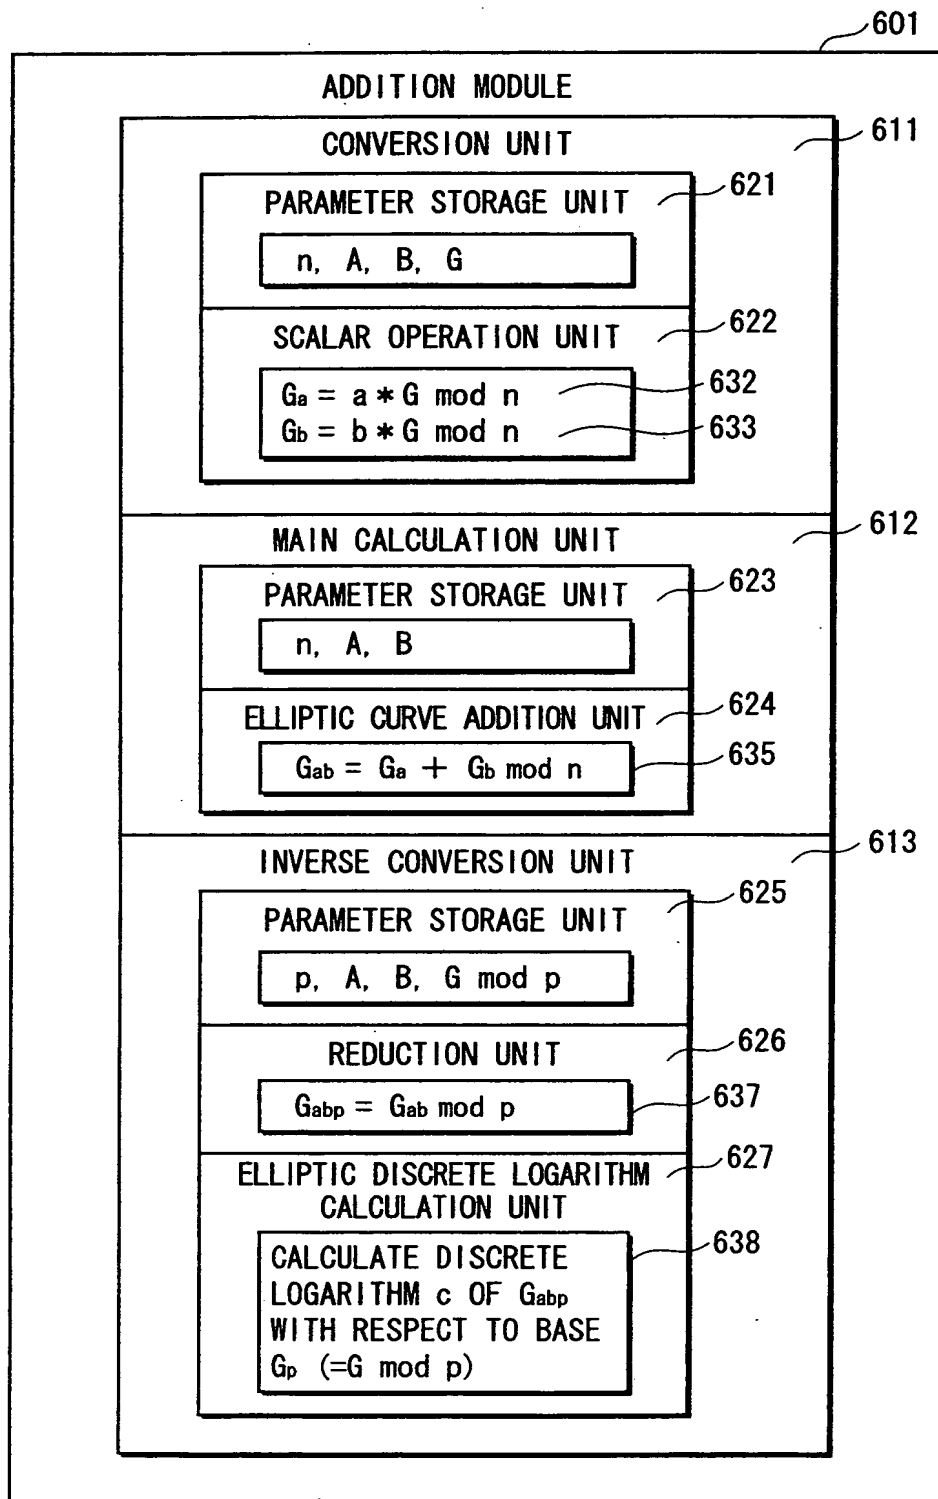 601
ADDITION MODULE
CONVERSION UNIT
611
PARAMETER STORAGE UNIT
621
n, A, B, G
SCALAR OPERATION UNIT
622
Ga = a * G mod n
632
Gb = b * G mod n
633
MAIN CALCULATION UNIT
612
PARAMETER STORAGE UNIT
623
n, A, B
ELLIPTIC CURVE ADDITION UNIT
624
Gab = Ga + Gb mod n
635
INVERSE CONVERSION UNIT
613
PARAMETER STORAGE UNIT
625
p, A, B, G mod p
REDUCTION UNIT
626
Gabp = Gab mod p
637
ELLIPTIC DISCRETE LOGARITHM
627
CALCULATION UNIT
CALCULATE DISCRETE
638
LOGARITHM c OF Gabp
WITH RESPECT TO BASE
Gp (=G mod p)